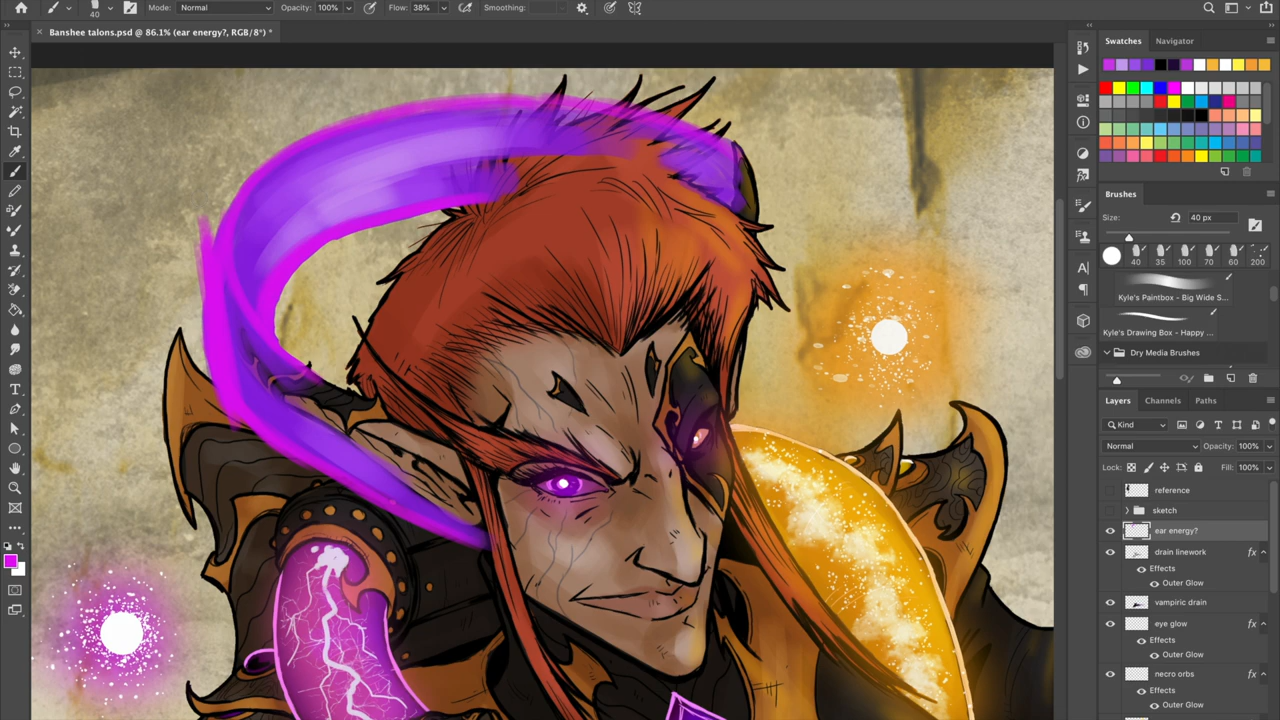 40 Mode: Normal Opacity: 100% Flow: 38% Smoothing:
× Banshee talons.psd @ 86.1% (ear energy?, RGB/8*) *
Swatches Navigator
Brushes
Size: 40 px
40 35 100 70 60 200
Kyle's Paintbox - Big Wide S...
Kyle's Drawing Box - Happy ...
Dry Media Brushes
Layers Channels Paths
Kind
Normal Opacity: 100%
Lock: Fill: 100%
reference
sketch
ear energy?
drain linework fx
Effects
Outer Glow
vampiric drain
eye glow fx
Effects
Outer Glow
necro orbs fx
Effects
Outer Glow